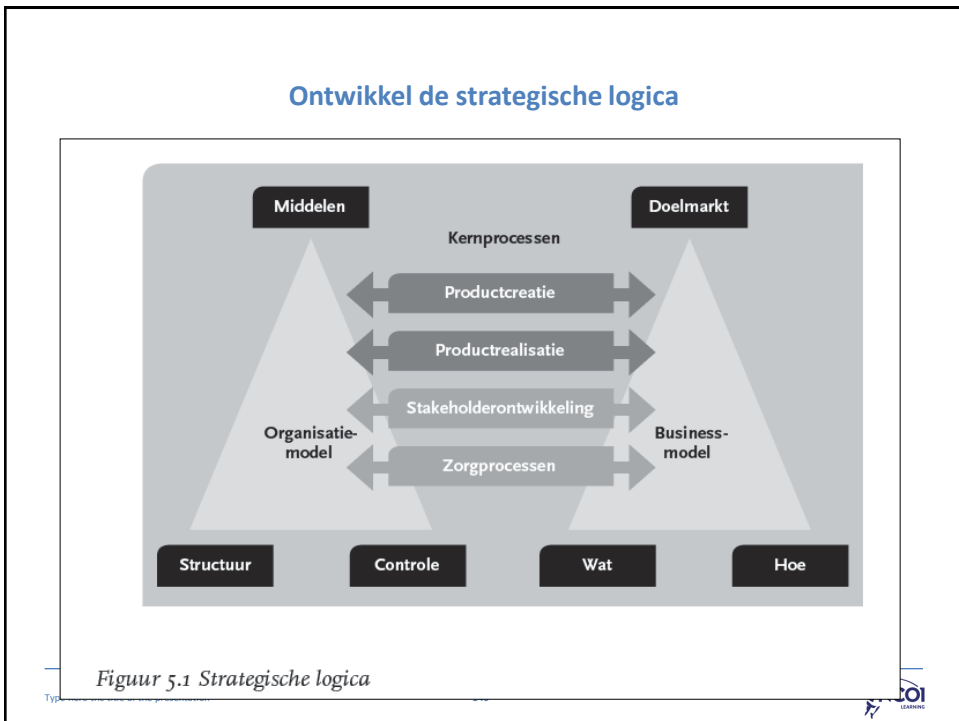 Ontwikkel de strategische logica
Middelen
Doelmarkt
Kernprocessen
Productcreatie
Productrealisatie
Stakeholderontwikkeling
Organisatie-
model
Business-
model
Zorgprocessen
Structuur
Controle
Wat
Hoe
Figuur 5.1 Strategische logica
LEARNING